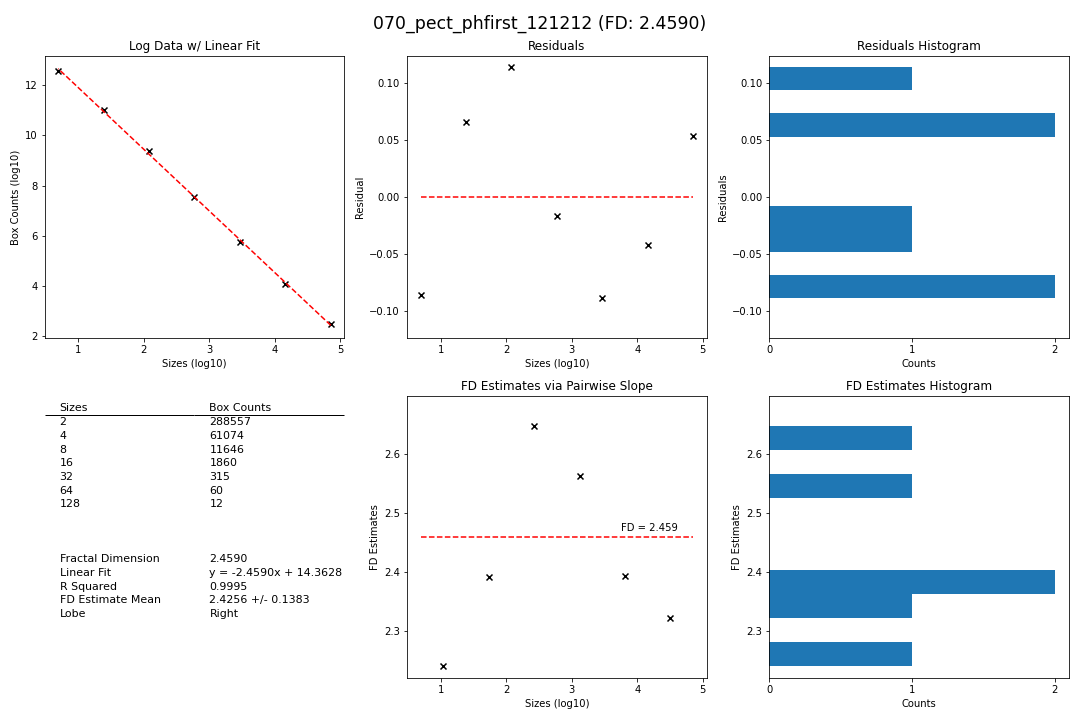 070_pect_phfirst_121212 (FD: 2.4590)
Log Data w/ Linear Fit
12
10
8
6
4
2
Box Counts (log10)
1 2 3 4 5
Sizes (log10)
Residuals
0.10
0.05
0.00
−0.05
−0.10
Residual
1 2 3 4 5
Sizes (log10)
Residuals Histogram
0.10
0.05
0.00
−0.05
−0.10
Residuals
0 1 2
Counts
Sizes Box Counts
2 288557
4 61074
8 11646
16 1860
32 315
64 60
128 12
Fractal Dimension 2.4590
Linear Fit y = -2.4590x + 14.3628
R Squared 0.9995
FD Estimate Mean 2.4256 +/- 0.1383
Lobe Right
FD Estimates via Pairwise Slope
2.6
2.5
2.4
2.3
FD Estimates
FD = 2.459
1 2 3 4 5
Sizes (log10)
FD Estimates Histogram
2.6
2.5
2.4
2.3
FD Estimates
0 1 2
Counts